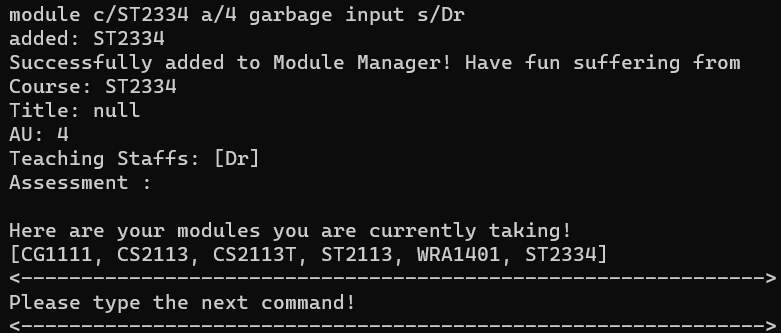 module c/ST2334 a/4 garbage input s/Dr
added: ST2334
Successfully added to Module Manager! Have fun suffering from
Course: ST2334
Title: null
AU: 4
Teaching Staffs: [Dr]
Assessment :
Here are your modules you are currently taking!
[CG1111, CS2113, CS2113T, ST2113, WRA1401, ST2334]
<-------------------------------------------------------------->
Please type the next command!
<-------------------------------------------------------------->